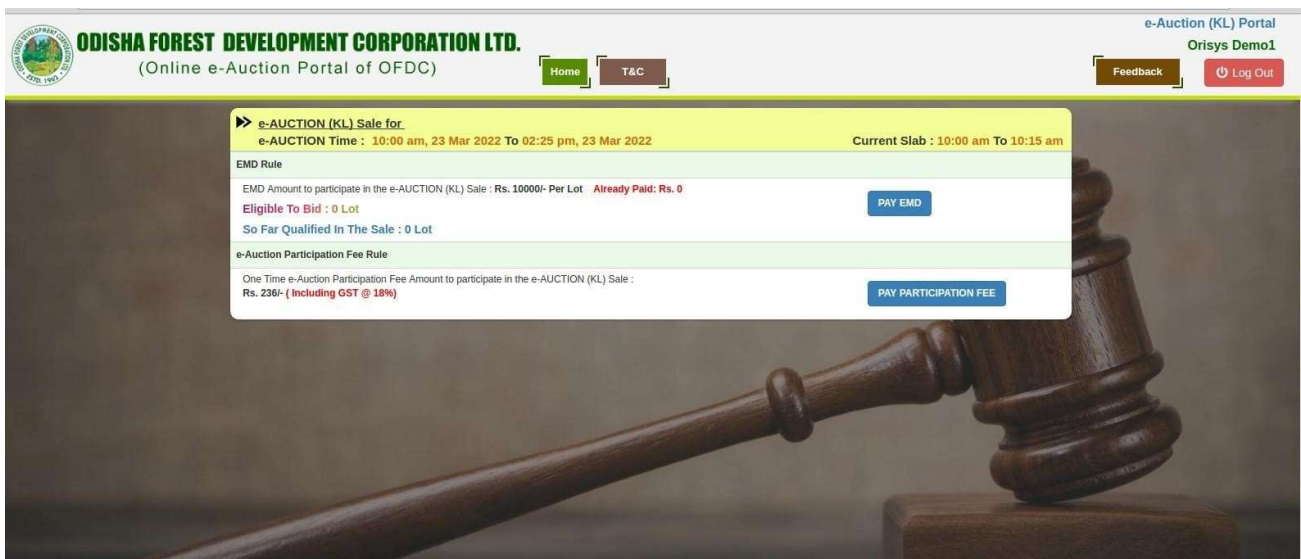 e-Auction (KL) Portal
ODISHA FOREST DEVELOPMENT CORPORATION LTD.
Orisys Demo1
(Online e-Auction Portal of OFDC)
Home
T&C
Feedback
Log Out
e-AUCTION (KL) Sale for
e-AUCTION Time : 10:00 am, 23 Mar 2022 To 02:25 pm, 23 Mar 2022
Current Slab : 10:00 am To 10:15 am
EMD Rule
EMD Amount to participate in the e-AUCTION (KL) Sale : Rs. 10000/- Per Lot Already Paid: Rs. 0
PAY EMD
Eligible To Bid : 0 Lot
So Far Qualified In The Sale : 0 Lot
e-Auction Participation Fee Rule
One Time e-Auction Participation Fee Amount to participate in the e-AUCTION (KL) Sale :
Rs. 236/- ( Including GST @ 18%)
PAY PARTICIPATION FEE